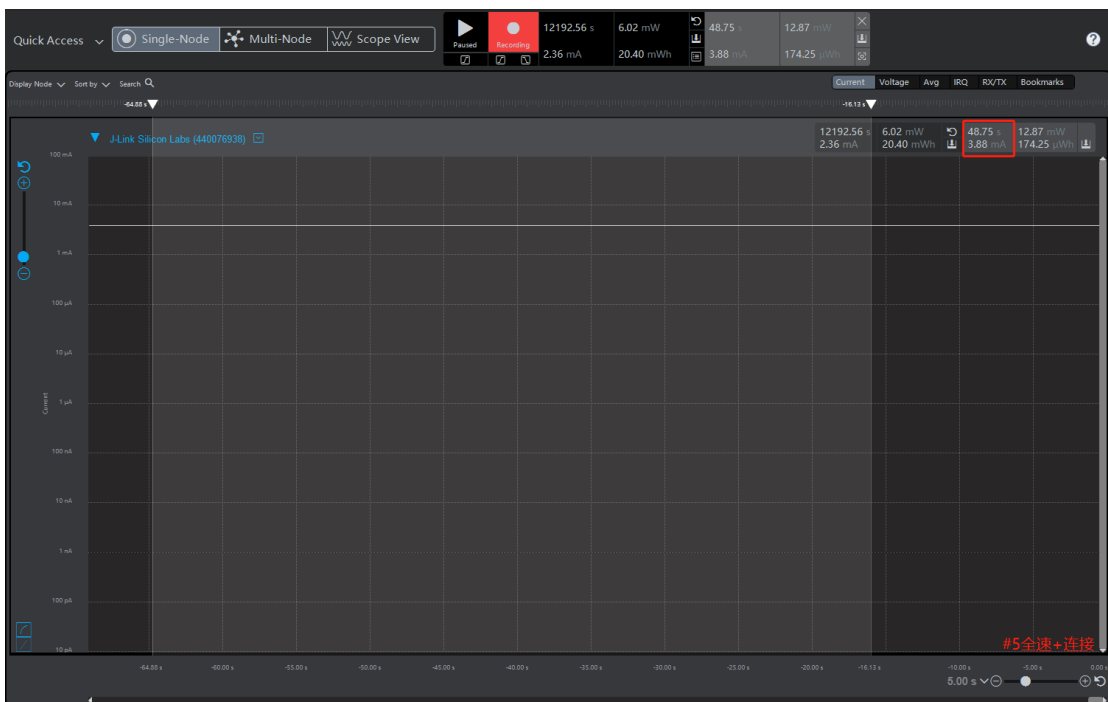 Quick Access Single-Node Multi-Node Scope View
Paused Recording
12192.56 s 6.02 mW 48.75 s 12.87 mW
2.36 mA 20.40 mWh 3.88 mA 174.25 µWh
Display Node Sort by Search
Current Voltage Avg IRQ RX/TX Bookmarks
-64.88 s -16.13 s
J-Link Silicon Labs (440076938)
12192.56 s 6.02 mW 48.75 s 12.87 mW
2.36 mA 20.40 mWh 3.88 mA 174.25 µWh
100 mA
10 mA
1 mA
100 µA
10 µA
1 µA
Current
100 nA
10 nA
1 nA
100 pA
10 pA
#5全速+连接
-64.88 s -60.00 s -55.00 s -50.00 s -45.00 s -40.00 s -35.00 s -30.00 s -25.00 s -20.00 s -16.13 s -10.00 s -5.00 s 0.00 s
5.00 s